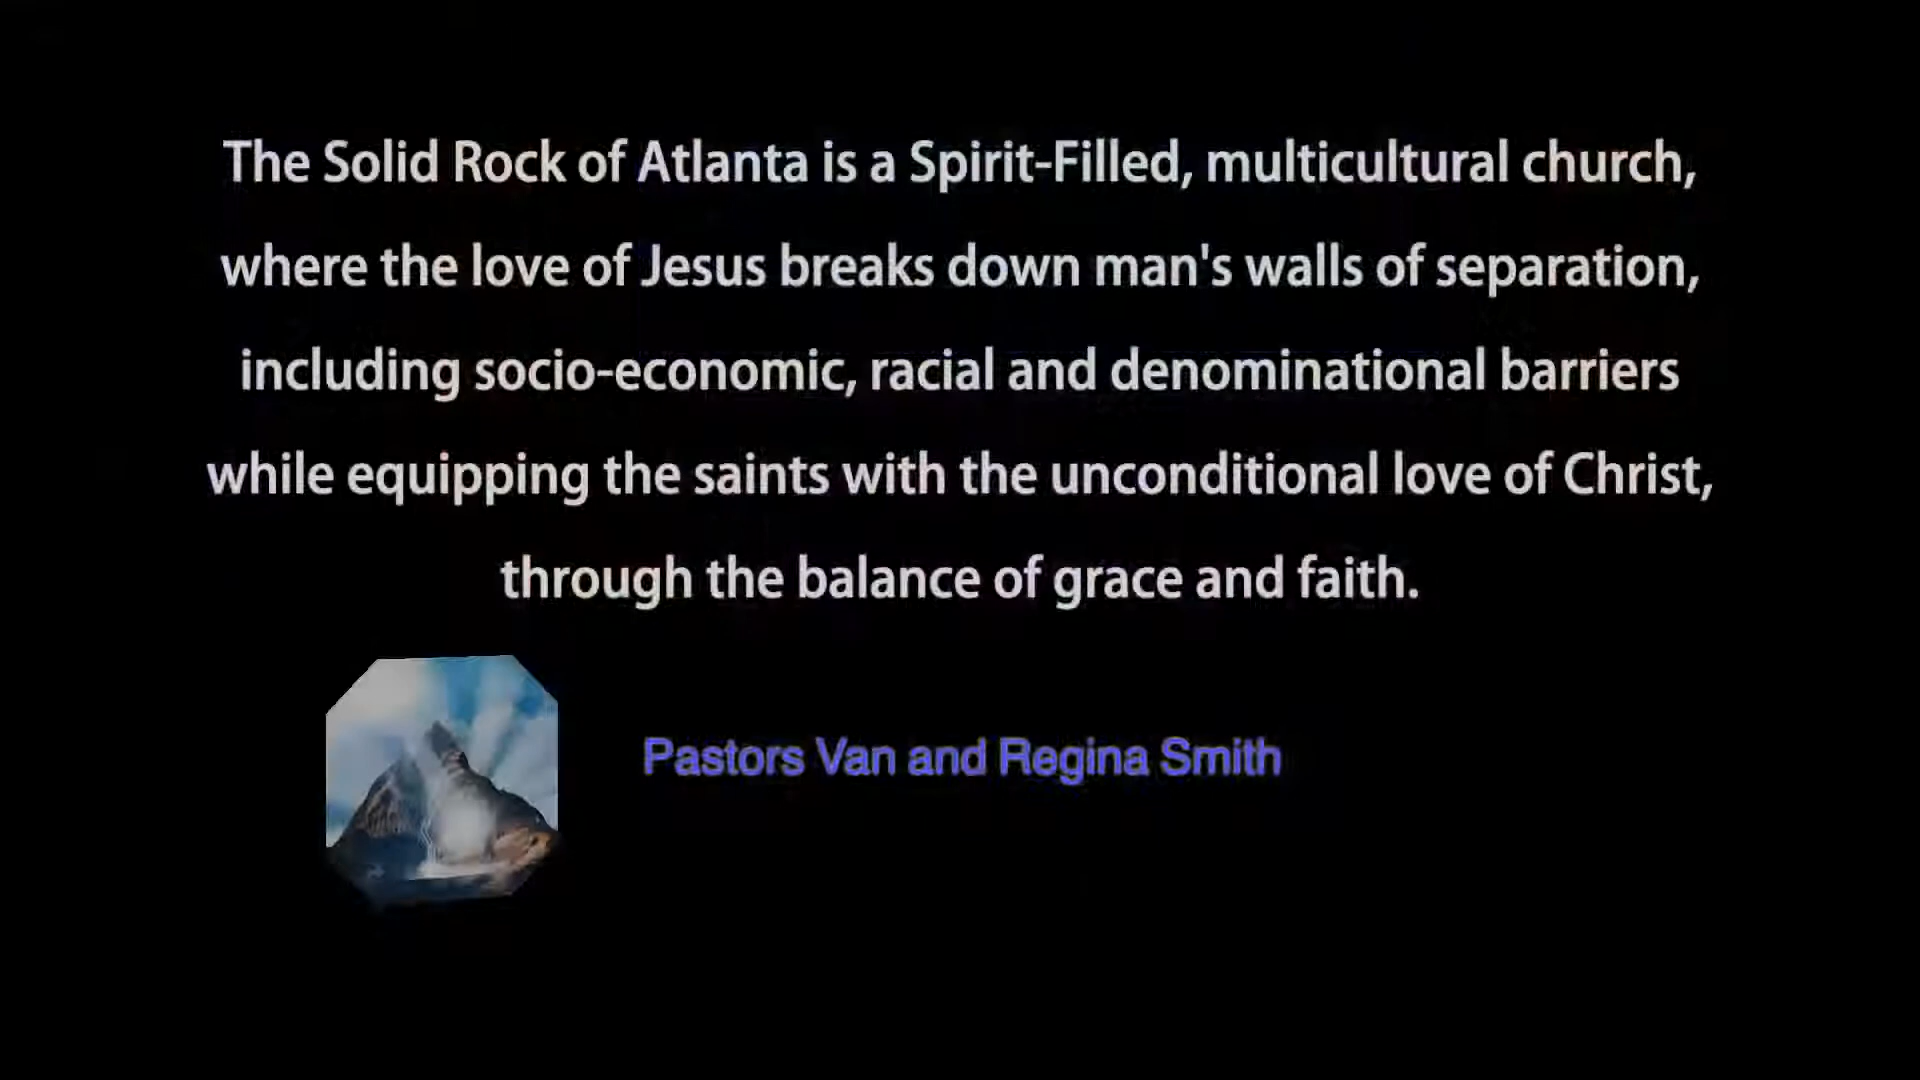 The Solid Rock of Atlanta is a Spirit-Filled, multicultural church,
where the love of Jesus breaks down man's walls of separation,
including socio-economic, racial and denominational barriers
while equipping the saints with the unconditional love of Christ,
through the balance of grace and faith.
Pastors Van and Regina Smith